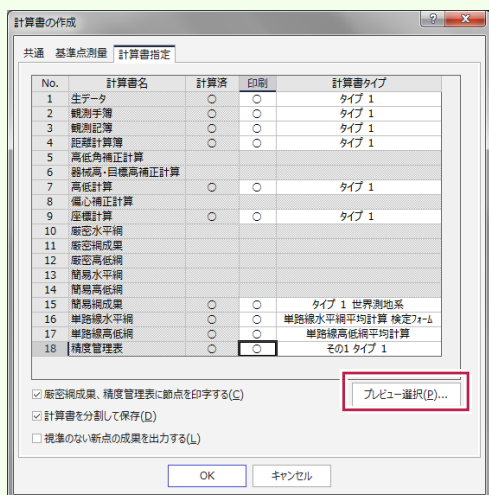 計算書の作成
共通 基準点測量 計算書指定
No. 計算書名 計算済 印刷 計算書タイプ
1 生データ ○ ○ タイプ 1
2 観測手簿 ○ ○ タイプ 1
3 観測記簿 ○ ○ タイプ 1
4 距離計算簿 ○ ○ タイプ 1
5 高低角補正計算
6 器械高・目標高補正計算
7 高低計算 ○ ○ タイプ 1
8 偏心補正計算
9 座標計算 ○ ○ タイプ 1
10 厳密水平網
11 厳密網成果
12 厳密高低網
13 簡易水平網
14 簡易高低網
15 簡易網成果 ○ ○ タイプ 1 世界測地系
16 単路線水平網 ○ ○ 単路線水平網平均計算 検定フォーム
17 単路線高低網 ○ ○ 単路線高低網平均計算
18 精度管理表 ○ ○ その1 タイプ 1
厳密網成果、精度管理表に節点を印字する(C)
プレビュー選択(P)...
計算書を分割して保存(D)
視準のない新点の成果を出力する(L)
OK キャンセル